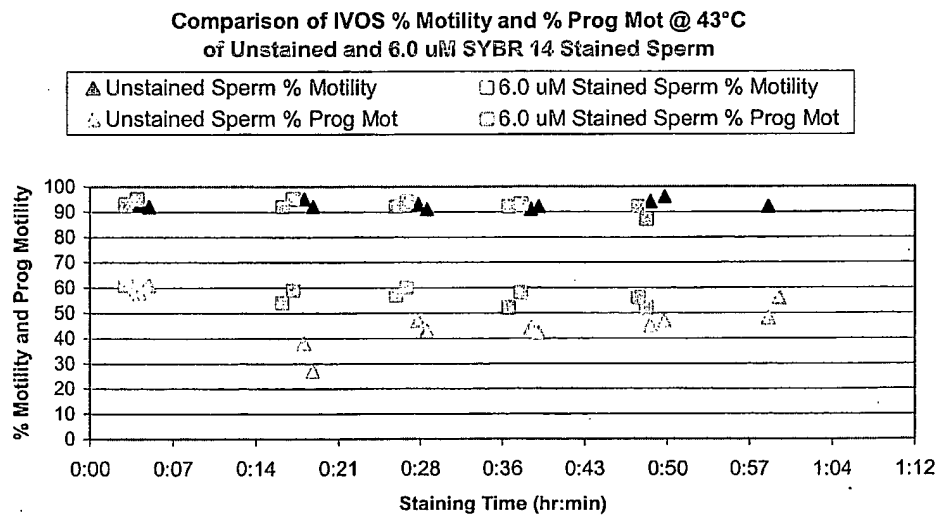 Comparison of IVOS % Motility and % Prog Mot @ 43°C
of Unstained and 6.0 uM SYBR 14 Stained Sperm
Unstained Sperm % Motility
6.0 uM Stained Sperm % Motility
Unstained Sperm % Prog Mot
6.0 uM Stained Sperm % Prog Mot
% Motility and Prog Motility
100
90
80
70
60
50
40
30
20
10
0
0:00 0:07 0:14 0:21 0:28 0:36 0:43 0:50 0:57 1:04 1:12
Staining Time (hr:min)